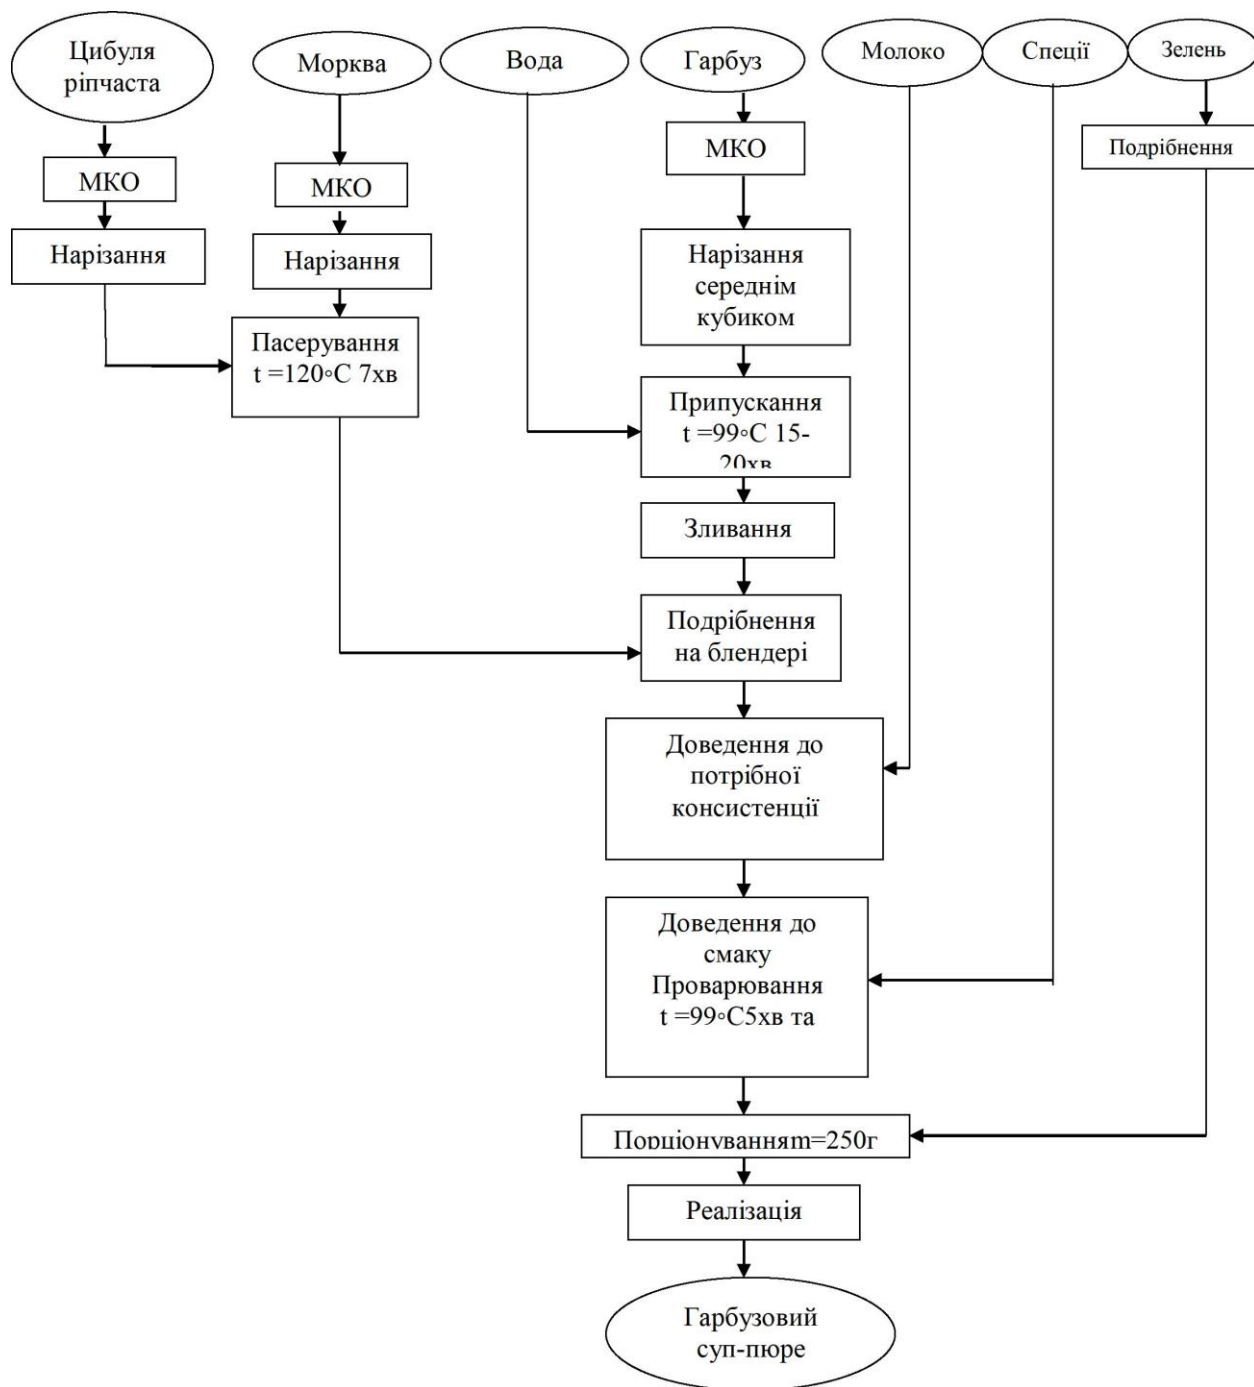 Цибуля
ріпчаста
Морква
Вода
Гарбуз
Молоко
Спеції
Зелень
МКО
МКО
МКО
Подрібнення
Нарізання
Нарізання
Нарізання
середнім
кубиком
Пасерування
t =120◦С 7хв
Припускання
t =99◦С 15-
20хв
Зливання
Подрібнення
на блендері
Доведення до
потрібної
консистенції
Доведення до
смаку
Проварювання
t =99◦С5хв та
Порціонуванняm=250г
Реалізація
Гарбузовий
суп-пюре